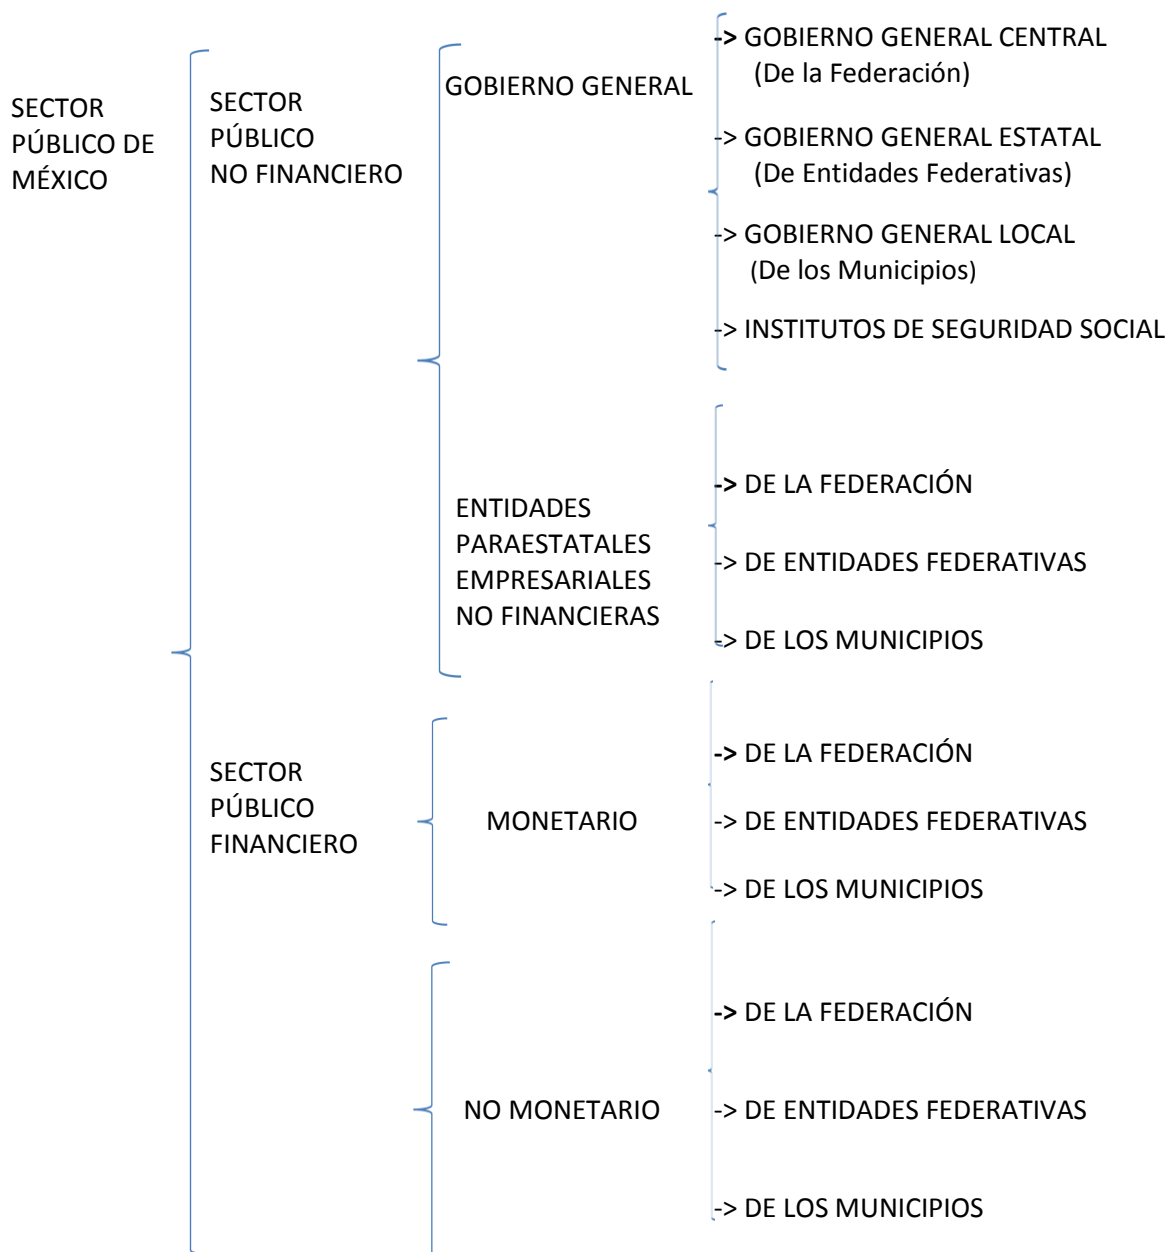 SECTOR
PÚBLICO DE
MÉXICO
SECTOR
PÚBLICO
NO FINANCIERO
GOBIERNO GENERAL
-> GOBIERNO GENERAL CENTRAL
(De la Federación)
-> GOBIERNO GENERAL ESTATAL
(De Entidades Federativas)
-> GOBIERNO GENERAL LOCAL
(De los Municipios)
-> INSTITUTOS DE SEGURIDAD SOCIAL
ENTIDADES
PARAESTATALES
EMPRESARIALES
NO FINANCIERAS
-> DE LA FEDERACIÓN
-> DE ENTIDADES FEDERATIVAS
-> DE LOS MUNICIPIOS
SECTOR
PÚBLICO
FINANCIERO
MONETARIO
-> DE LA FEDERACIÓN
-> DE ENTIDADES FEDERATIVAS
-> DE LOS MUNICIPIOS
NO MONETARIO
-> DE LA FEDERACIÓN
-> DE ENTIDADES FEDERATIVAS
-> DE LOS MUNICIPIOS